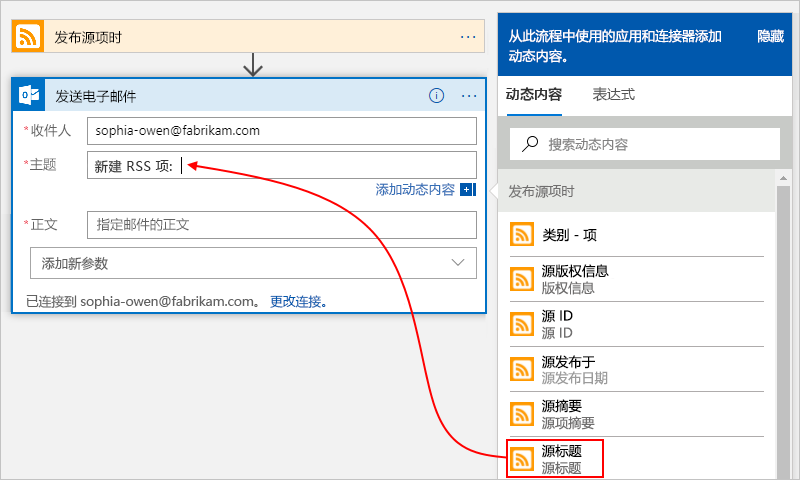 发布源项时
发送电子邮件
*收件人 sophia-owen@fabrikam.com
*主题 新建 RSS 项:
添加动态内容
*正文 指定邮件的正文
添加新参数
已连接到 sophia-owen@fabrikam.com。 更改连接。
从此流程中使用的应用和连接器添加 隐藏
动态内容。
动态内容 表达式
搜索动态内容
发布源项时
类别 - 项
源版权信息
版权信息
源 ID
源 ID
源发布于
源发布日期
源摘要
源项摘要
源标题
源标题